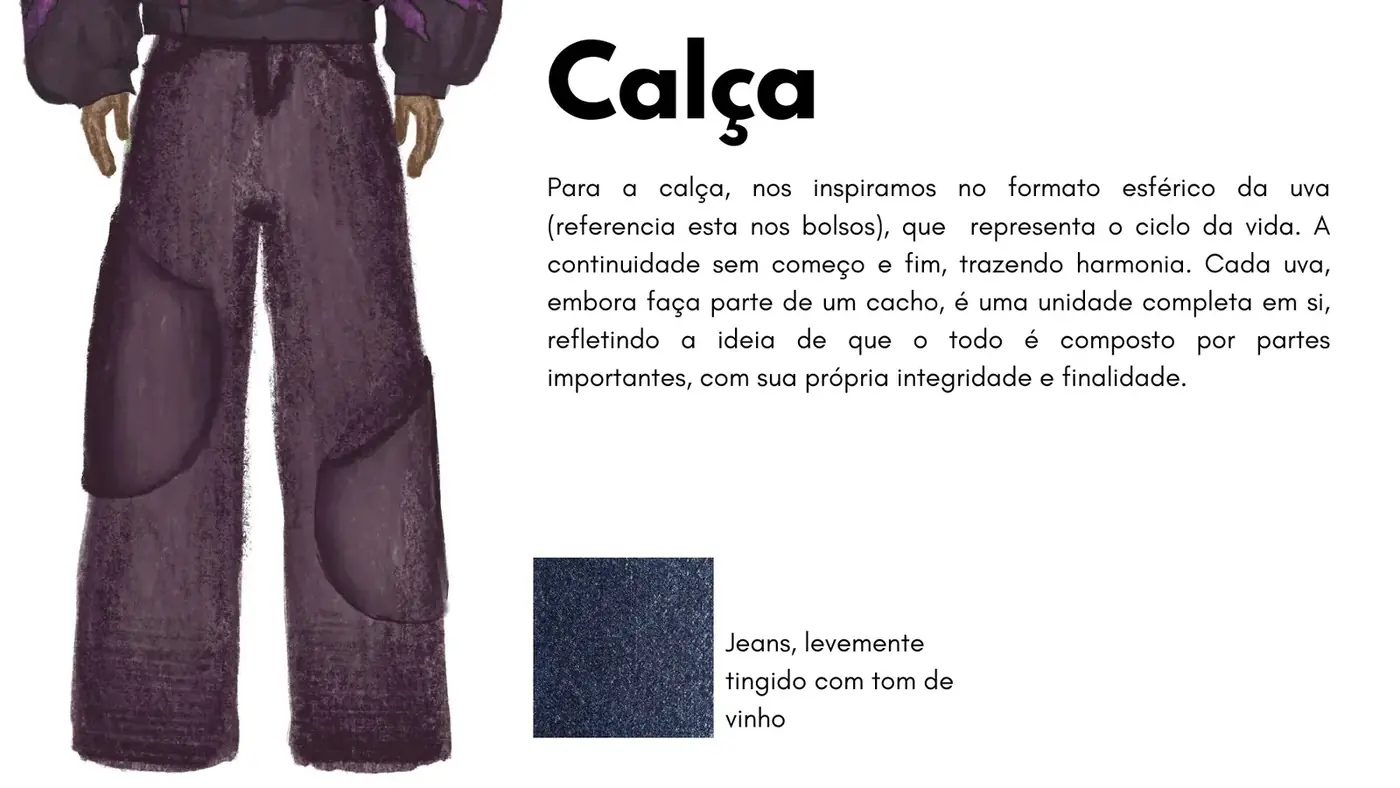 Calça
Para a calça, nos inspiramos no formato esférico da uva
(referencia esta nos bolsos), que representa o ciclo da vida. A
continuidade sem começo e fim, trazendo harmonia. Cada uva,
embora faça parte de um cacho, é uma unidade completa em si,
refletindo a ideia de que o todo é composto por partes
importantes, com sua própria integridade e finalidade.
Jeans, levemente
tingido com tom de
vinho